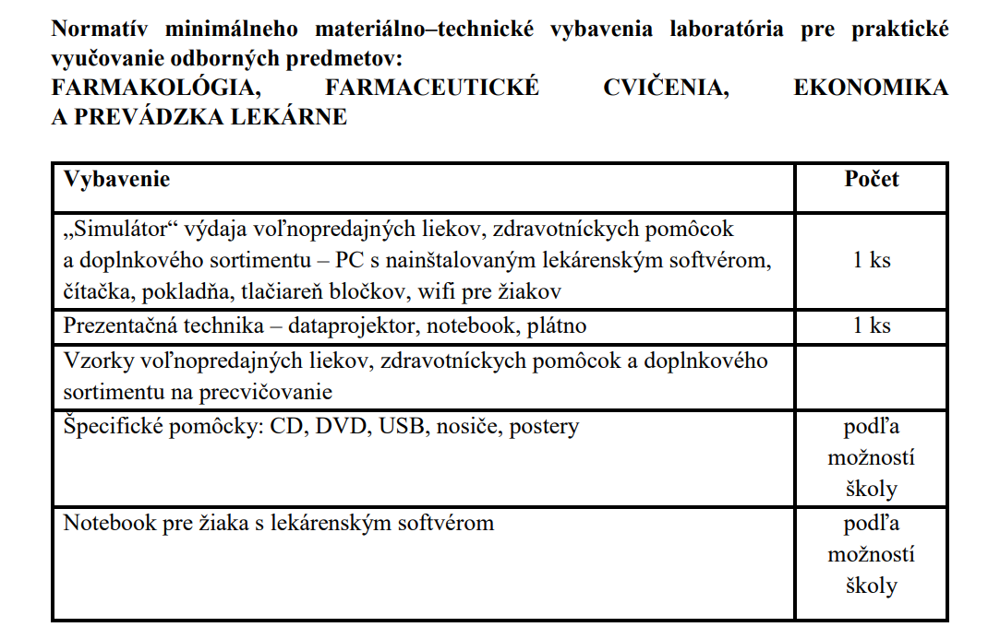 Normatív minimálneho materiálno–technické vybavenia laboratória pre praktické
vyučovanie odborných predmetov:
FARMAKOLÓGIA, FARMACEUTICKÉ CVIČENIA, EKONOMIKA
A PREVÁDZKA LEKÁRNE
Vybavenie Počet
„Simulátor“ výdaja voľnopredajných liekov, zdravotníckych pomôcok
a doplnkového sortimentu – PC s nainštalovaným lekárenským softvérom,
čítačka, pokladňa, tlačiareň bločkov, wifi pre žiakov
1 ks
Prezentačná technika – dataprojektor, notebook, plátno 1 ks
Vzorky voľnopredajných liekov, zdravotníckych pomôcok a doplnkového
sortimentu na precvičovanie
Špecifické pomôcky: CD, DVD, USB, nosiče, postery
podľa
možností
školy
Notebook pre žiaka s lekárenským softvérom
podľa
možností
školy